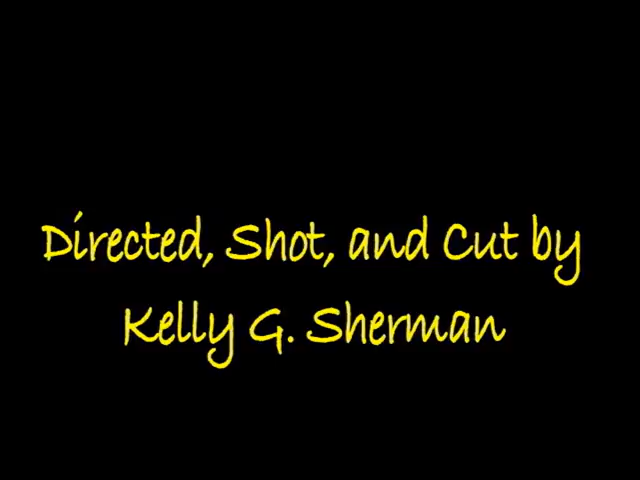 Directed, Shot, and Cut by
Kelly G. Sherman